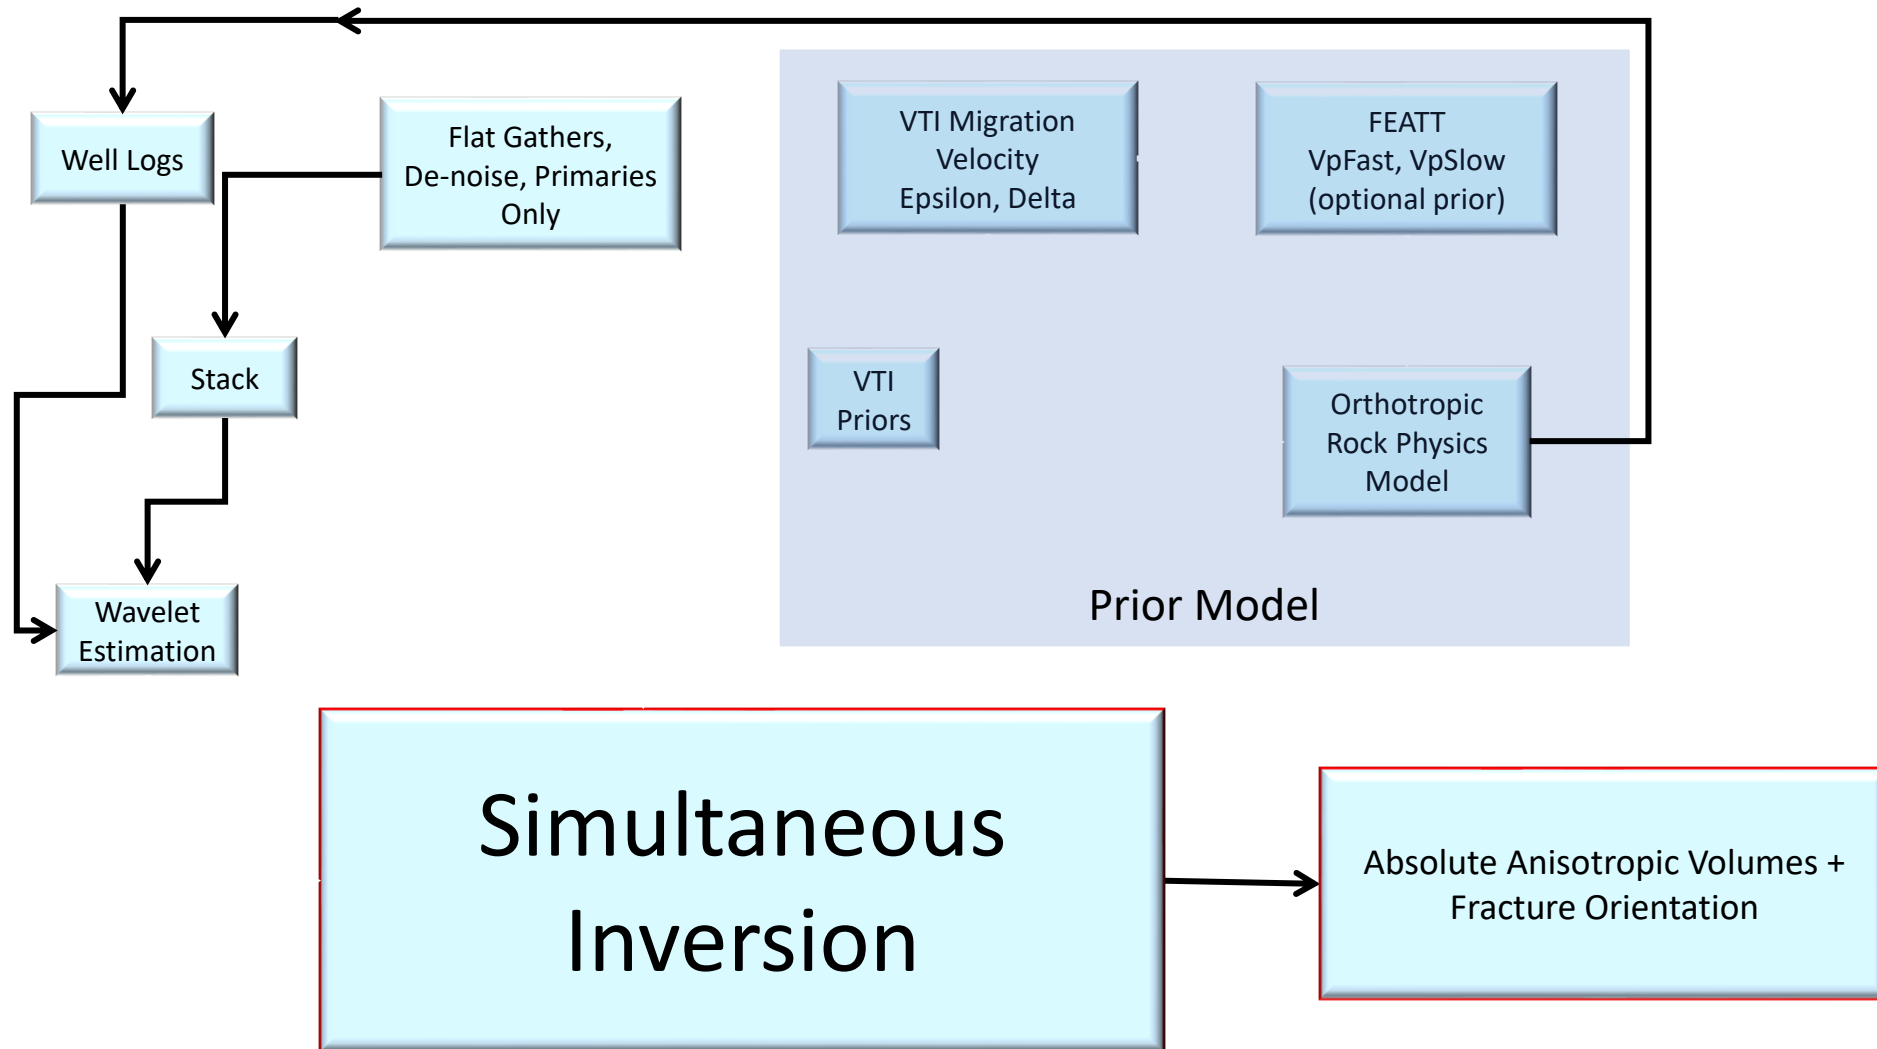 Well Logs
Flat Gathers,
De-noise, Primaries
Only
VTI Migration
Velocity
Epsilon, Delta
FEATT
VpFast, VpSlow
(optional prior)
Stack
VTI
Priors
Orthotropic
Rock Physics
Model
Wavelet
Estimation
Prior Model
Simultaneous
Inversion
Absolute Anisotropic Volumes +
Fracture Orientation